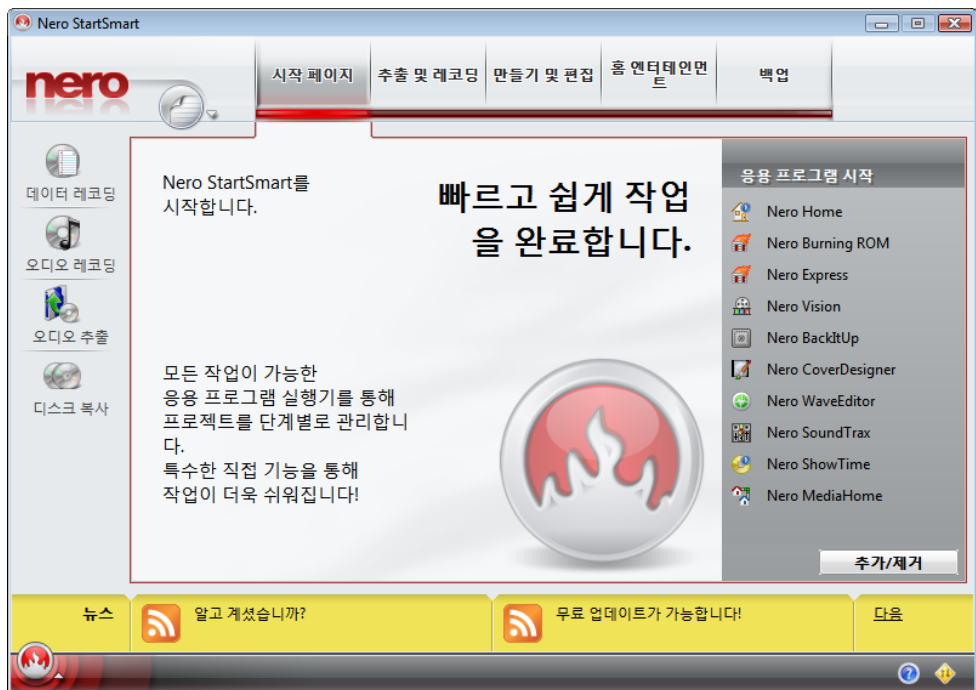 Nero StartSmart
nero
시작 페이지
추출 및 레코딩
만들기 및 편집
홈 엔터테인먼
트
백업
데이터 레코딩
오디오 레코딩
오디오 추출
디스크 복사
Nero StartSmart를
시작합니다.
빠르고 쉽게 작업
을 완료합니다.
모든 작업이 가능한
응용 프로그램 실행기를 통해
프로젝트를 단계별로 관리합니
다.
특수한 직접 기능을 통해
작업이 더욱 쉬워집니다!
응용 프로그램 시작
Nero Home
Nero Burning ROM
Nero Express
Nero Vision
Nero BackItUp
Nero CoverDesigner
Nero WaveEditor
Nero SoundTrax
Nero ShowTime
Nero MediaHome
추가/제거
뉴스
알고 계셨습니까?
무료 업데이트가 가능합니다!
다음